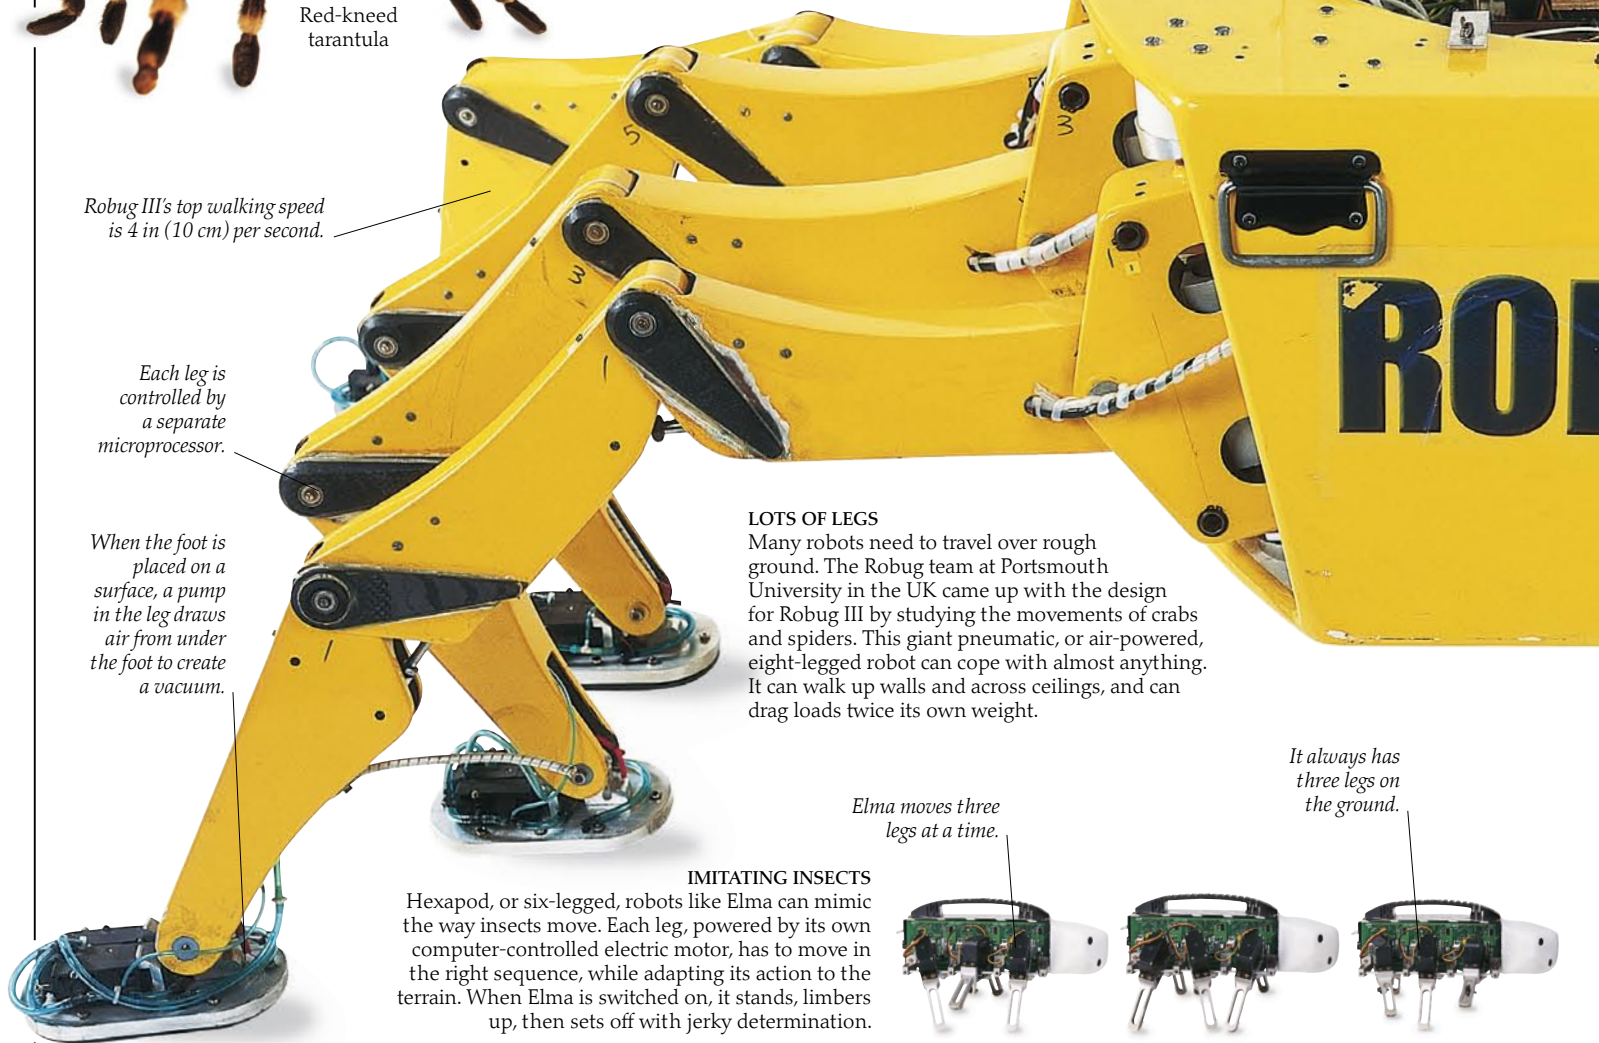 Red-kneed
tarantula
Robug III's top walking speed
is 4 in (10 cm) per second.
Each leg is
controlled by
a separate
microprocessor.
When the foot is
placed on a
surface, a pump
in the leg draws
air from under
the foot to create
a vacuum.
5
3
3
1
1
1
ROB
LOTS OF LEGS
Many robots need to travel over rough
ground. The Robug team at Portsmouth
University in the UK came up with the design
for Robug III by studying the movements of crabs
and spiders. This giant pneumatic, or air-powered,
eight-legged robot can cope with almost anything.
It can walk up walls and across ceilings, and can
drag loads twice its own weight.
It always has
three legs on
the ground.
Elma moves three
legs at a time.
IMITATING INSECTS
Hexapod, or six-legged, robots like Elma can mimic
the way insects move. Each leg, powered by its own
computer-controlled electric motor, has to move in
the right sequence, while adapting its action to the
terrain. When Elma is switched on, it stands, limbers
up, then sets off with jerky determination.